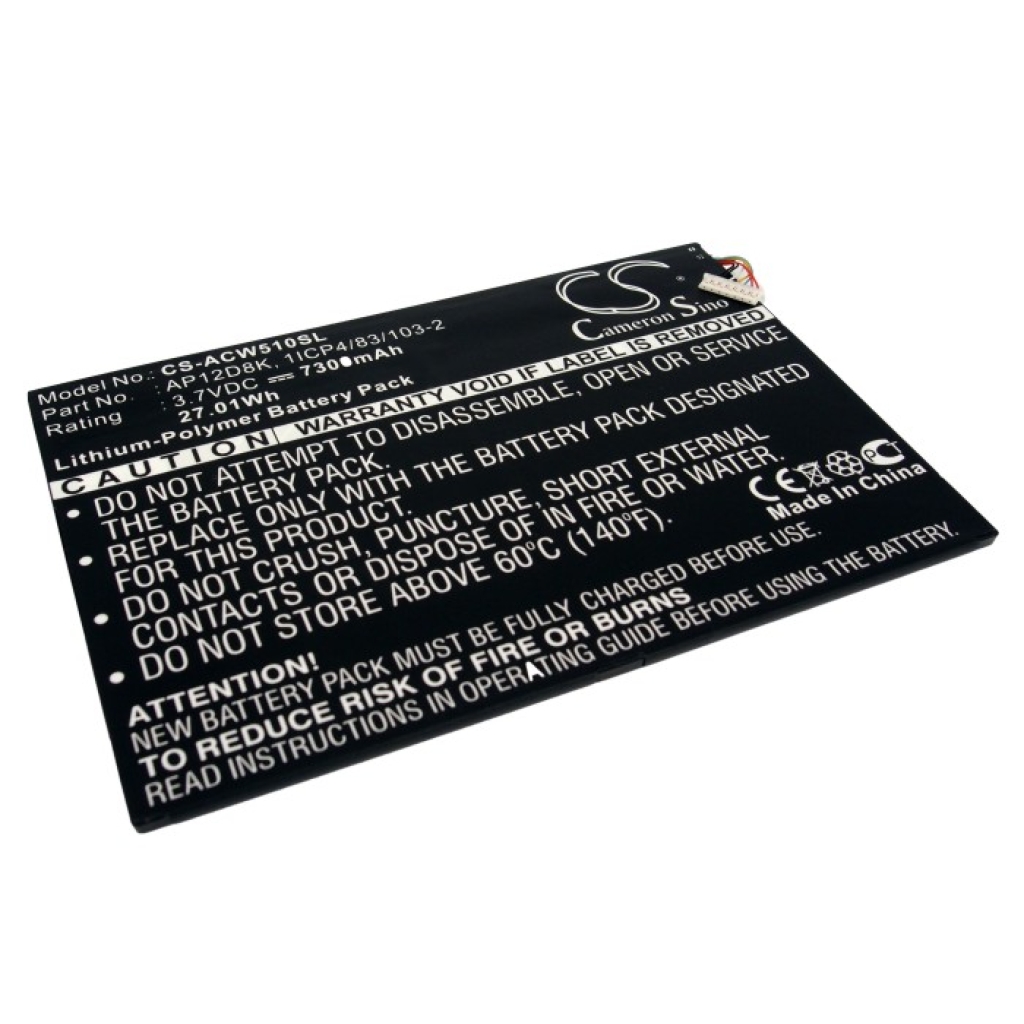 CS
Cameron Sino
Model No.: CS-ACW510SL
Part No. : AP12D8K, 1ICP4/83/103-2
Rating : 3.7VDC 7300mAh
27.01Wh
Lithium-Polymer Battery Pack
CAUTION WARRANTY VOID IF SEAL BROKEN
• DO NOT ATTEMPT TO DISASSEMBLE, OPEN OR SERVICE
THE BATTERY PACK.
• REPLACE ONLY WITH THE BATTERY PACK DESIGNATED
FOR THIS PRODUCT.
• DO NOT CRUSH, PUNCTURE, SHORT EXTERNAL
CONTACTS OR DISPOSE OF IN FIRE OR WATER.
• DO NOT STORE ABOVE 60°C (140°F).
CE
PCT
Made In China
ATTENTION!
NEW BATTERY PACK MUST BE FULLY CHARGED BEFORE USE.
TO REDUCE RISK OF FIRE OR BURNS
READ INSTRUCTIONS IN OPERATING GUIDE BEFORE USING THE BATTERY.